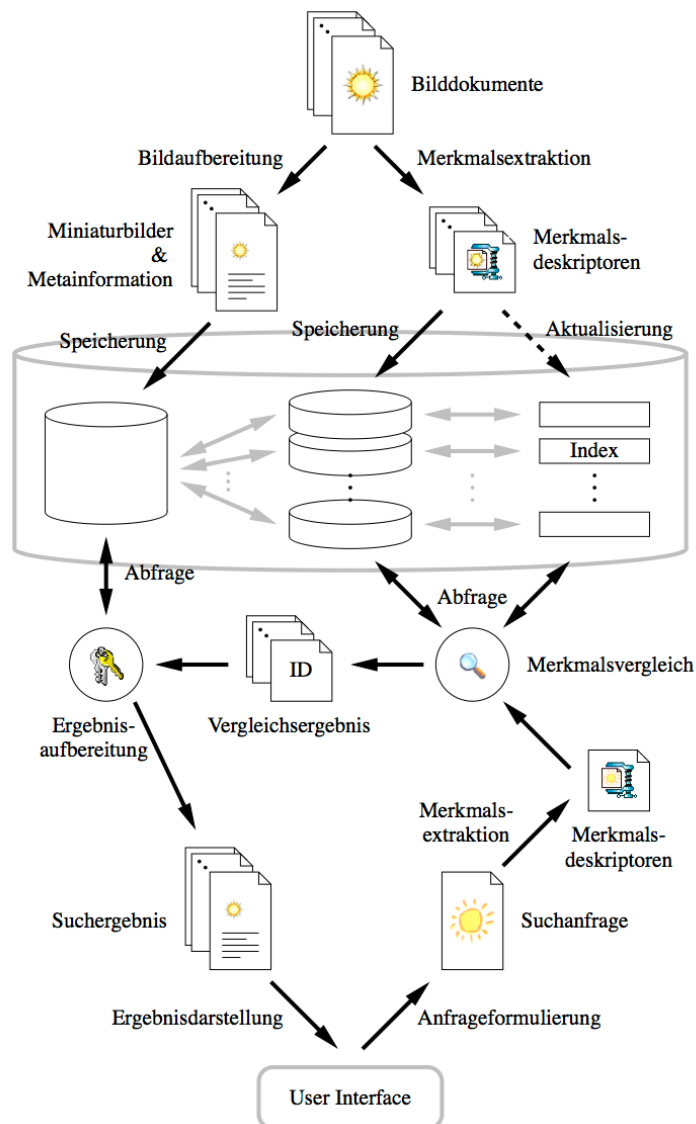 Bilddokumente
Bildaufbereitung
Merkmalsextraktion
Miniaturbilder
&
Metainformation
Merkmals-
deskriptoren
Speicherung
Speicherung
Aktualisierung
Index
Abfrage
Abfrage
ID
Merkmalsvergleich
Vergleichsergebnis
Ergebnis-
aufbereitung
Merkmals-
extraktion
Merkmals-
deskriptoren
Suchergebnis
Suchanfrage
Ergebnisdarstellung
Anfrageformulierung
User Interface